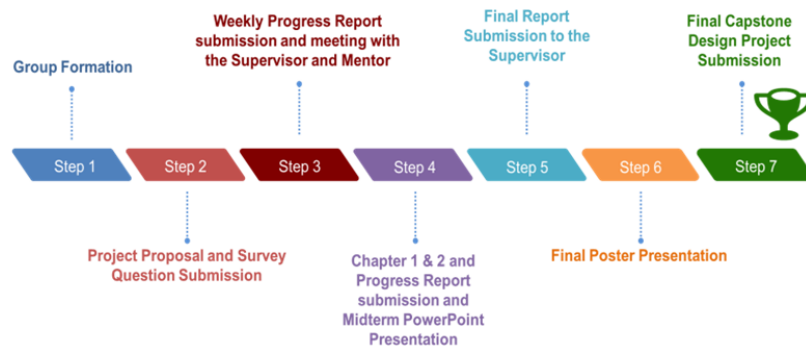 Weekly Progress Report
submission and meeting with
the Supervisor and Mentor
Final Report
Submission to the
Supervisor
Final Capstone
Design Project
Submission
Group Formation
Step 1
Step 2
Step 3
Step 4
Step 5
Step 6
Step 7
Project Proposal and Survey
Question Submission
Chapter 1 & 2 and
Progress Report
submission and
Midterm PowerPoint
Presentation
Final Poster Presentation